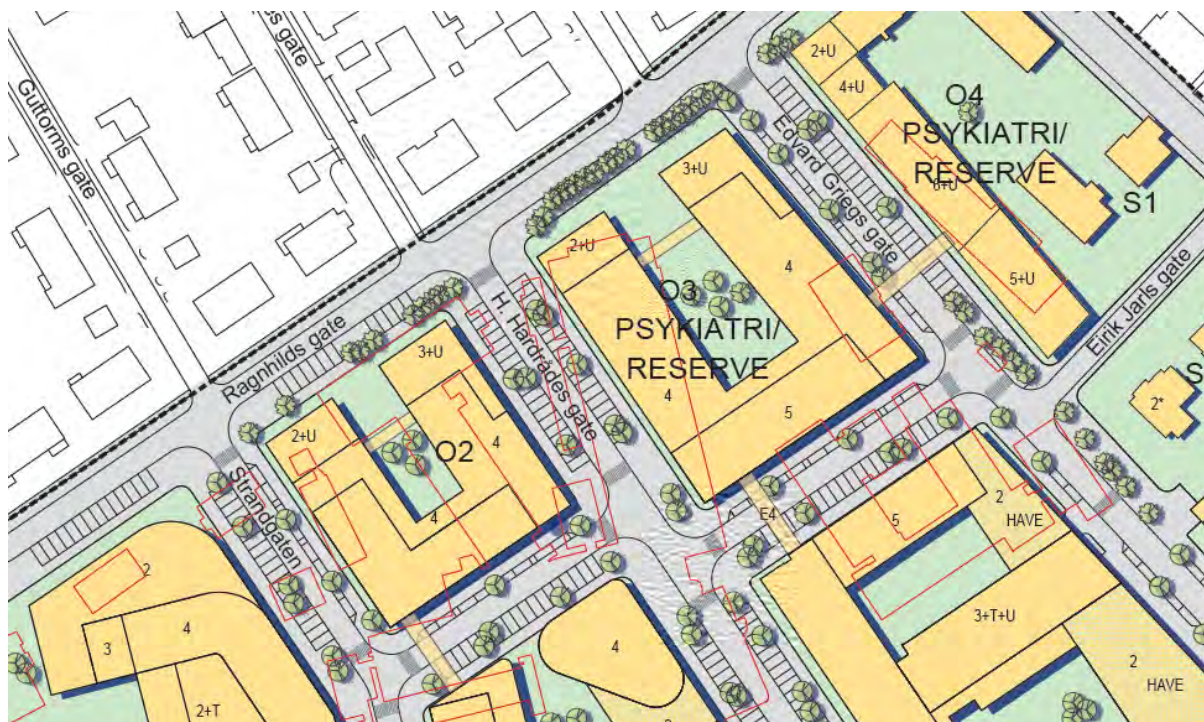 s gate
Guttorms gate
O4
PSYKIATRI/
RESERVE
2+U
4+U
6+U
5+U
S1
Edvard Griegs gate
Eirik Jarls gate
S
2*
3+U
2+U
4
O3
PSYKIATRI/
RESERVE
4
5
H. Hardrådes gate
Ragnhilds gate
3+U
2+U
4
O2
4
Strandgaten
E4
5
2
HAVE
3+T+U
2
HAVE
2
3
4
2+T
4